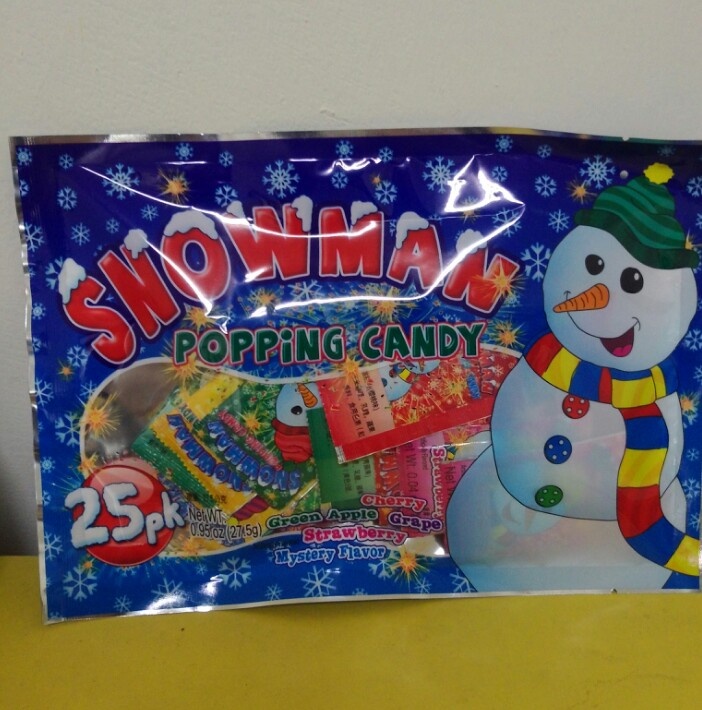 SNOWMAN
POPPiNG CANDY
25pk
Net WT.
0.95 oz (27.5g)
Cherry
Green Apple Grape
Strawberry
Mystery Flavor